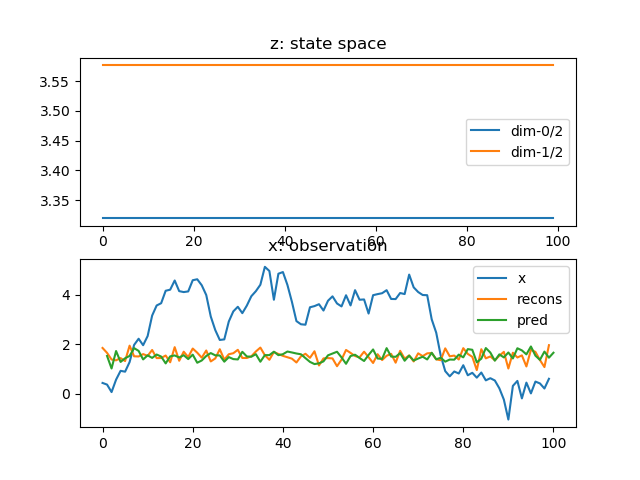 z: state space
3.55
3.50
3.45
3.40
3.35
dim-0/2
dim-1/2
0 20 40 60 80 100
x: observation
4
2
0
x
recons
pred
0 20 40 60 80 100